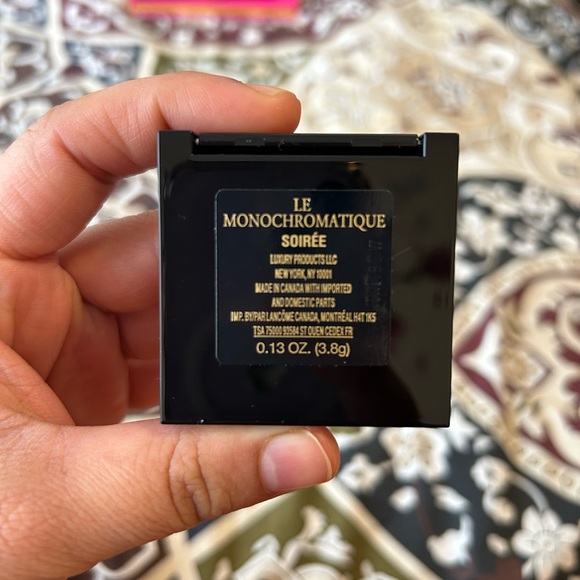 LE
MONOCHROMATIQUE
SOIRÉE
LUXURY PRODUCTS LLC
NEW YORK, NY 10001
MADE IN CANADA WITH IMPORTED
AND DOMESTIC PARTS
IMP. BY/PAR LANCÔME CANADA, MONTRÉAL H4T 1K5
TSA 75000 93584 ST OUEN CEDEX FR
0.13 OZ. (3.8g)